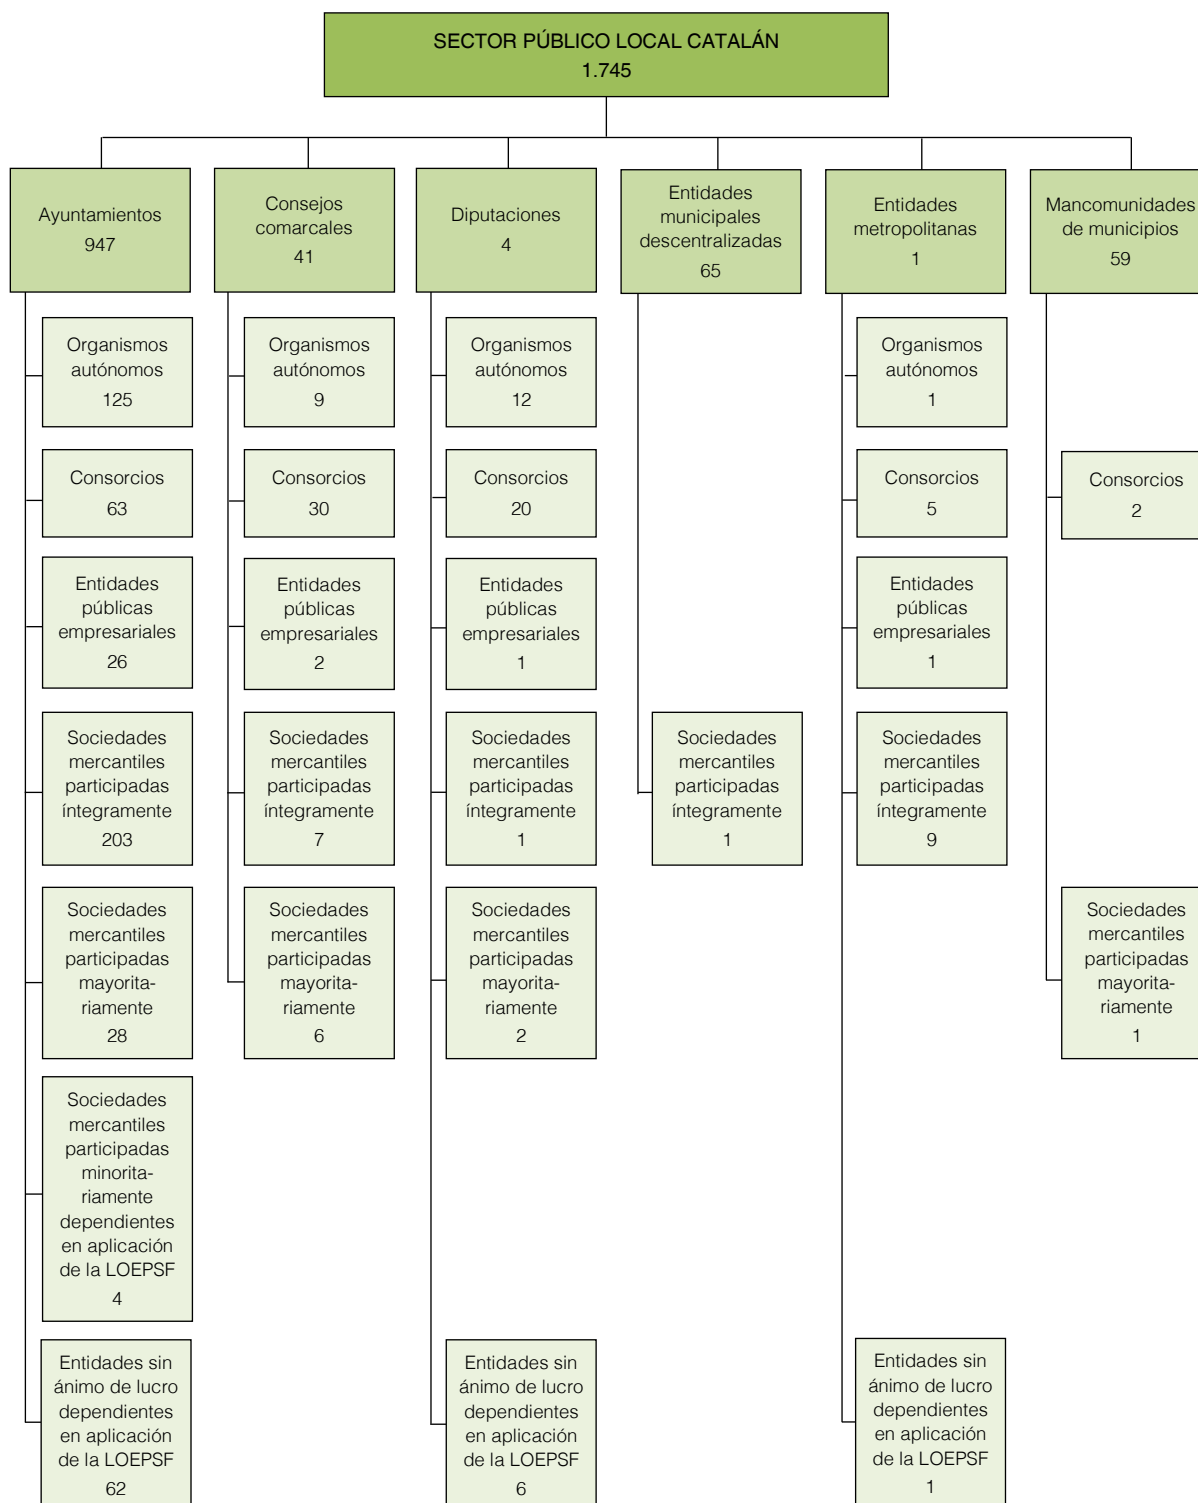 SECTOR PÚBLICO LOCAL CATALÁN
1.745
Ayuntamientos
947
Consejos
comarcales
41
Diputaciones
4
Entidades
municipales
descentralizadas
65
Entidades
metropolitanas
1
Mancomunidades
de municipios
59
Organismos
autónomos
125
Organismos
autónomos
9
Organismos
autónomos
12
Organismos
autónomos
1
Consorcios
63
Consorcios
30
Consorcios
20
Consorcios
5
Consorcios
2
Entidades
públicas
empresariales
26
Entidades
públicas
empresariales
2
Entidades
públicas
empresariales
1
Entidades
públicas
empresariales
1
Sociedades
mercantiles
participadas
íntegramente
203
Sociedades
mercantiles
participadas
íntegramente
7
Sociedades
mercantiles
participadas
íntegramente
1
Sociedades
mercantiles
participadas
íntegramente
1
Sociedades
mercantiles
participadas
íntegramente
9
Sociedades
mercantiles
participadas
mayorita-
riamente
28
Sociedades
mercantiles
participadas
mayorita-
riamente
6
Sociedades
mercantiles
participadas
mayorita-
riamente
2
Sociedades
mercantiles
participadas
mayorita-
riamente
1
Sociedades
mercantiles
participadas
minorita-
riamente
dependientes
en aplicación
de la LOEPSF
4
Entidades sin
ánimo de lucro
dependientes
en aplicación
de la LOEPSF
62
Entidades sin
ánimo de lucro
dependientes
en aplicación
de la LOEPSF
6
Entidades sin
ánimo de lucro
dependientes
en aplicación
de la LOEPSF
1